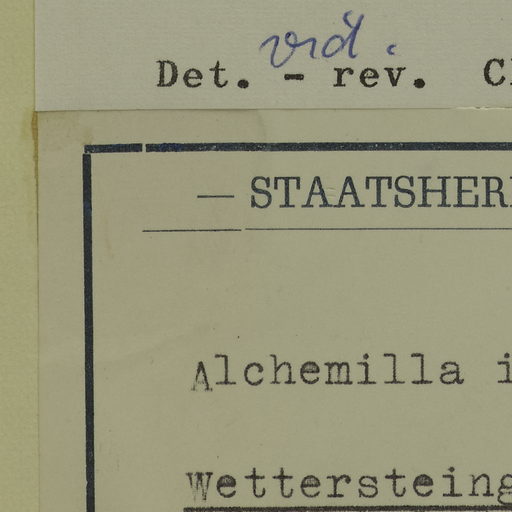 vid.
Det. - rev. C
— STAATSHER
Alchemilla i
Wettersteing